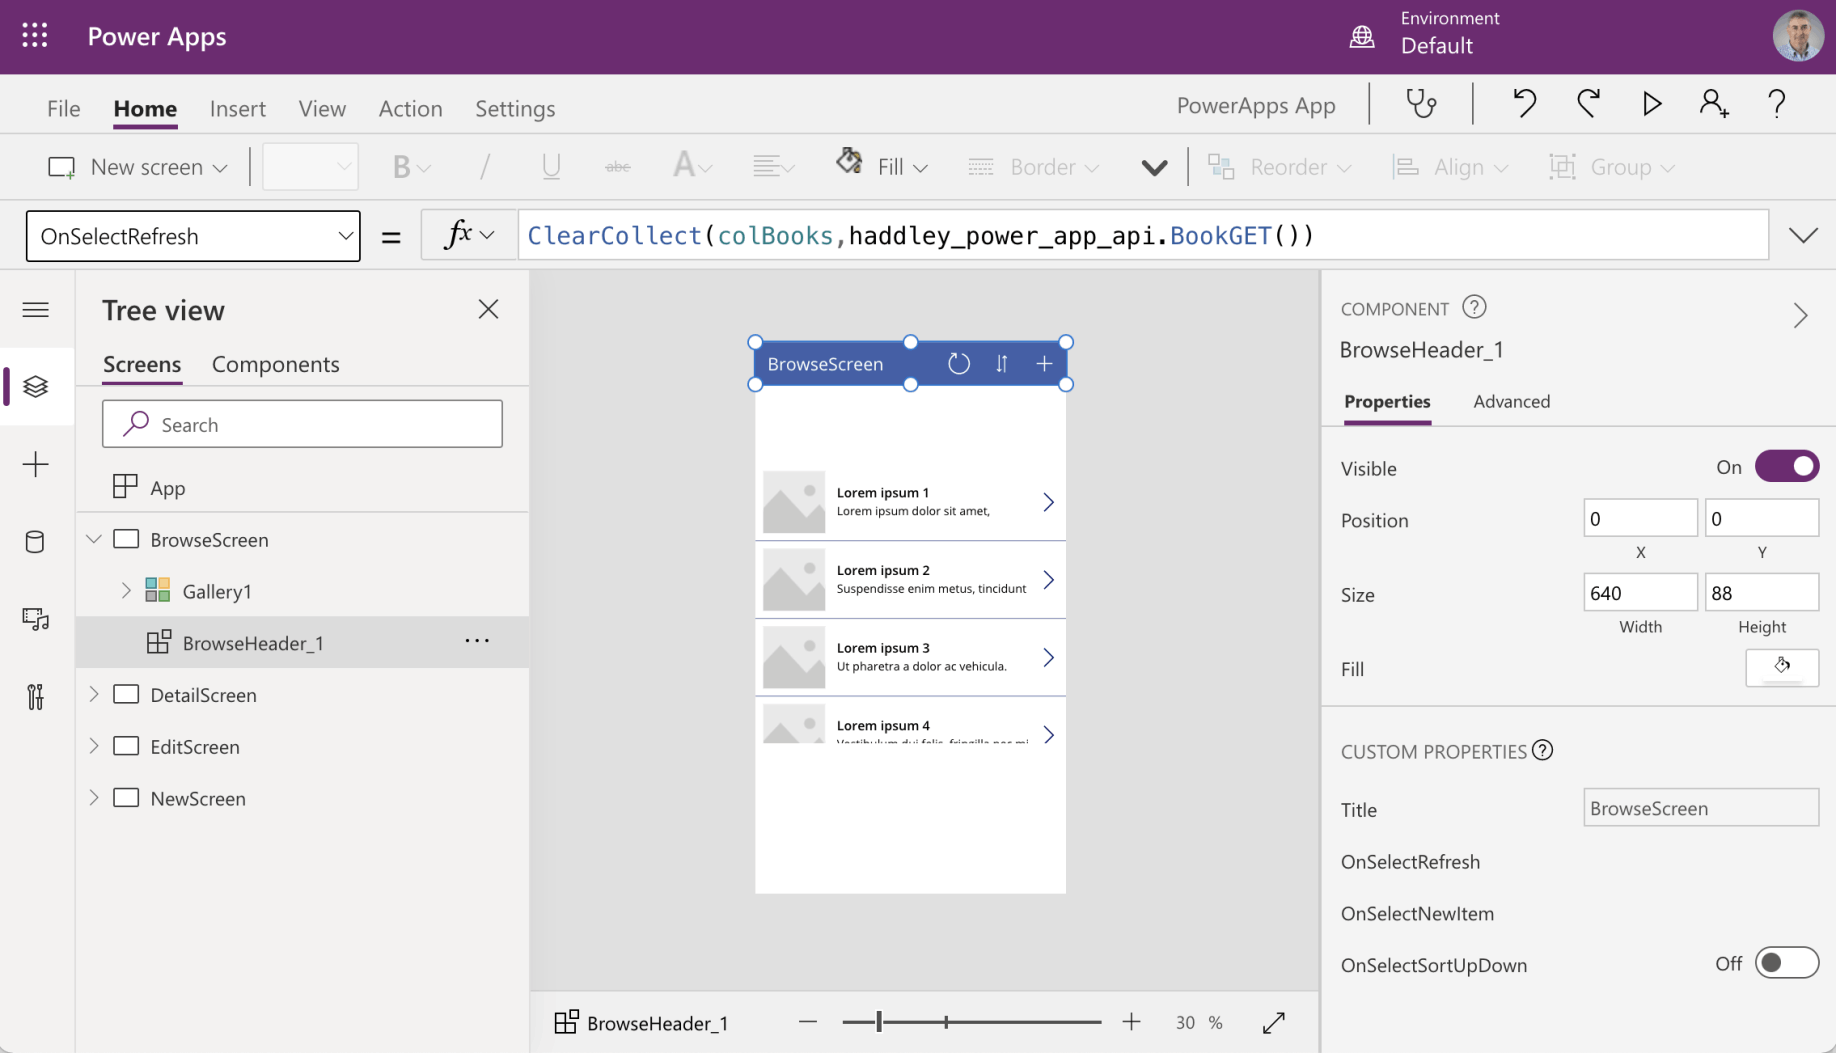 Power Apps
Environment
Default
File Home Insert View Action Settings
PowerApps App
New screen
B / U abc A
Fill
Border
Reorder
Align
Group
OnSelectRefresh
=
fx
ClearCollect(colBooks,haddley_power_app_api.BookGET())
Tree view
Screens Components
Search
App
BrowseScreen
Gallery1
BrowseHeader_1
DetailScreen
EditScreen
NewScreen
BrowseScreen
Lorem ipsum 1
Lorem ipsum dolor sit amet,
Lorem ipsum 2
Suspendisse enim metus, tincidunt
Lorem ipsum 3
Ut pharetra a dolor ac vehicula.
Lorem ipsum 4
BrowseHeader_1
30 %
COMPONENT ?
BrowseHeader_1
Properties Advanced
Visible On
Position 0 0
X Y
Size 640 88
Width Height
Fill
CUSTOM PROPERTIES ?
Title BrowseScreen
OnSelectRefresh
OnSelectNewItem
OnSelectSortUpDown Off